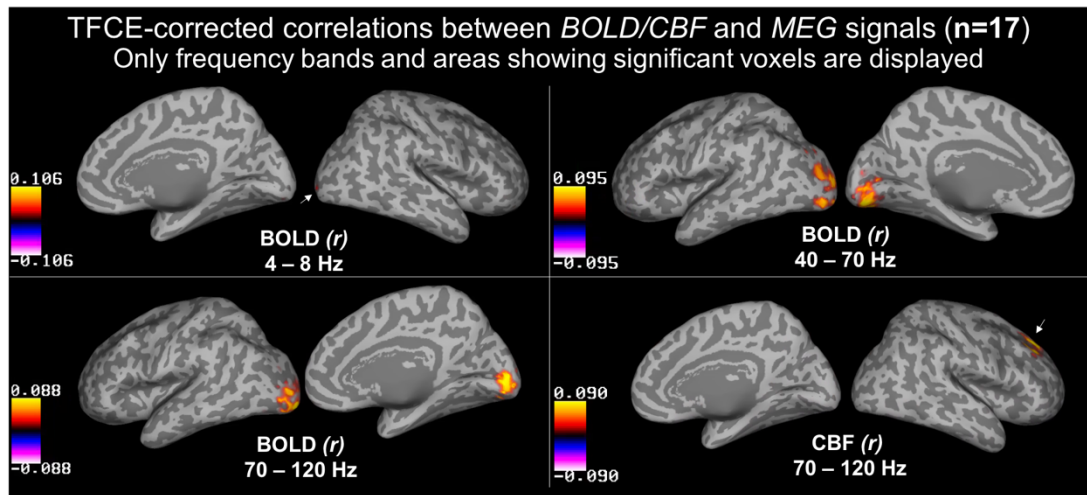 TFCE-corrected correlations between BOLD/CBF and MEG signals (n=17)
Only frequency bands and areas showing significant voxels are displayed
0.106
-0.106
BOLD (r)
4 – 8 Hz
0.095
-0.095
BOLD (r)
40 – 70 Hz
0.088
-0.088
BOLD (r)
70 – 120 Hz
0.090
-0.090
CBF (r)
70 – 120 Hz